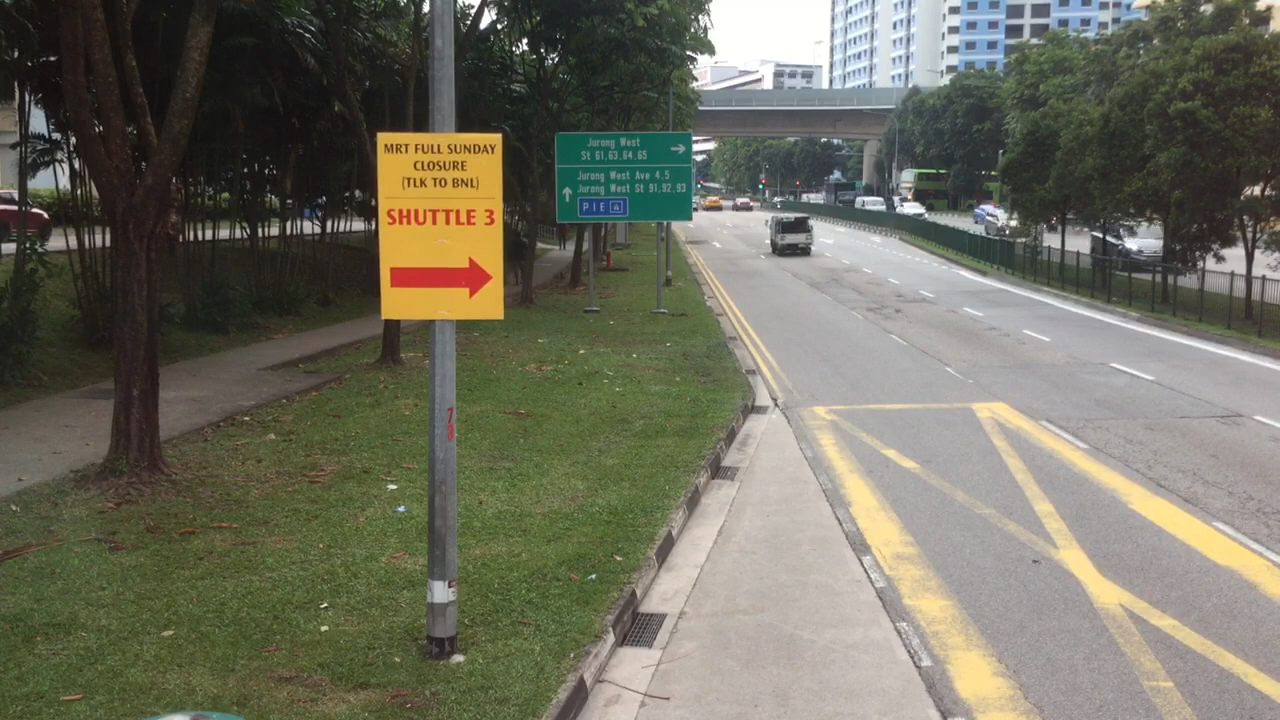 MRT FULL SUNDAY
CLOSURE
(TLK TO BNL)
SHUTTLE 3
Jurong West
St 61,63,64,65
Jurong West Ave 4.5
Jurong West St 91,92,93
PIE
78